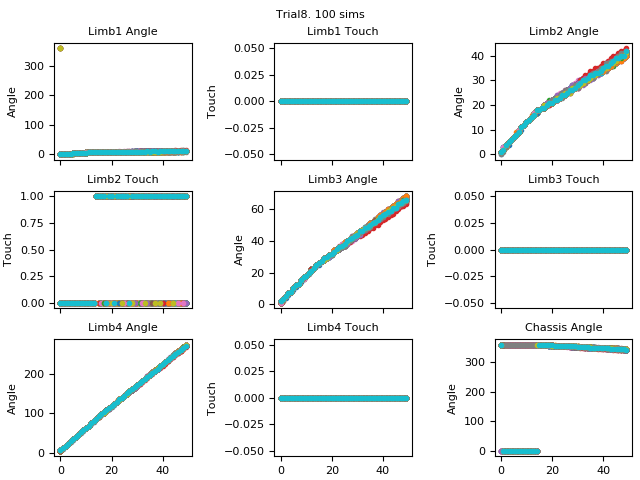 Trial8. 100 sims
Limb1 Angle
Limb1 Touch
Limb2 Angle
Angle
300
200
100
0
Touch
0.050
0.025
0.000
−0.025
−0.050
Angle
40
30
20
10
0
Limb2 Touch
Limb3 Angle
Limb3 Touch
Touch
1.00
0.75
0.50
0.25
0.00
Angle
60
40
20
0
Touch
0.050
0.025
0.000
−0.025
−0.050
Limb4 Angle
Limb4 Touch
Chassis Angle
Angle
200
100
0
Touch
0.050
0.025
0.000
−0.025
−0.050
Angle
300
200
100
0
0 20 40
0 20 40
0 20 40